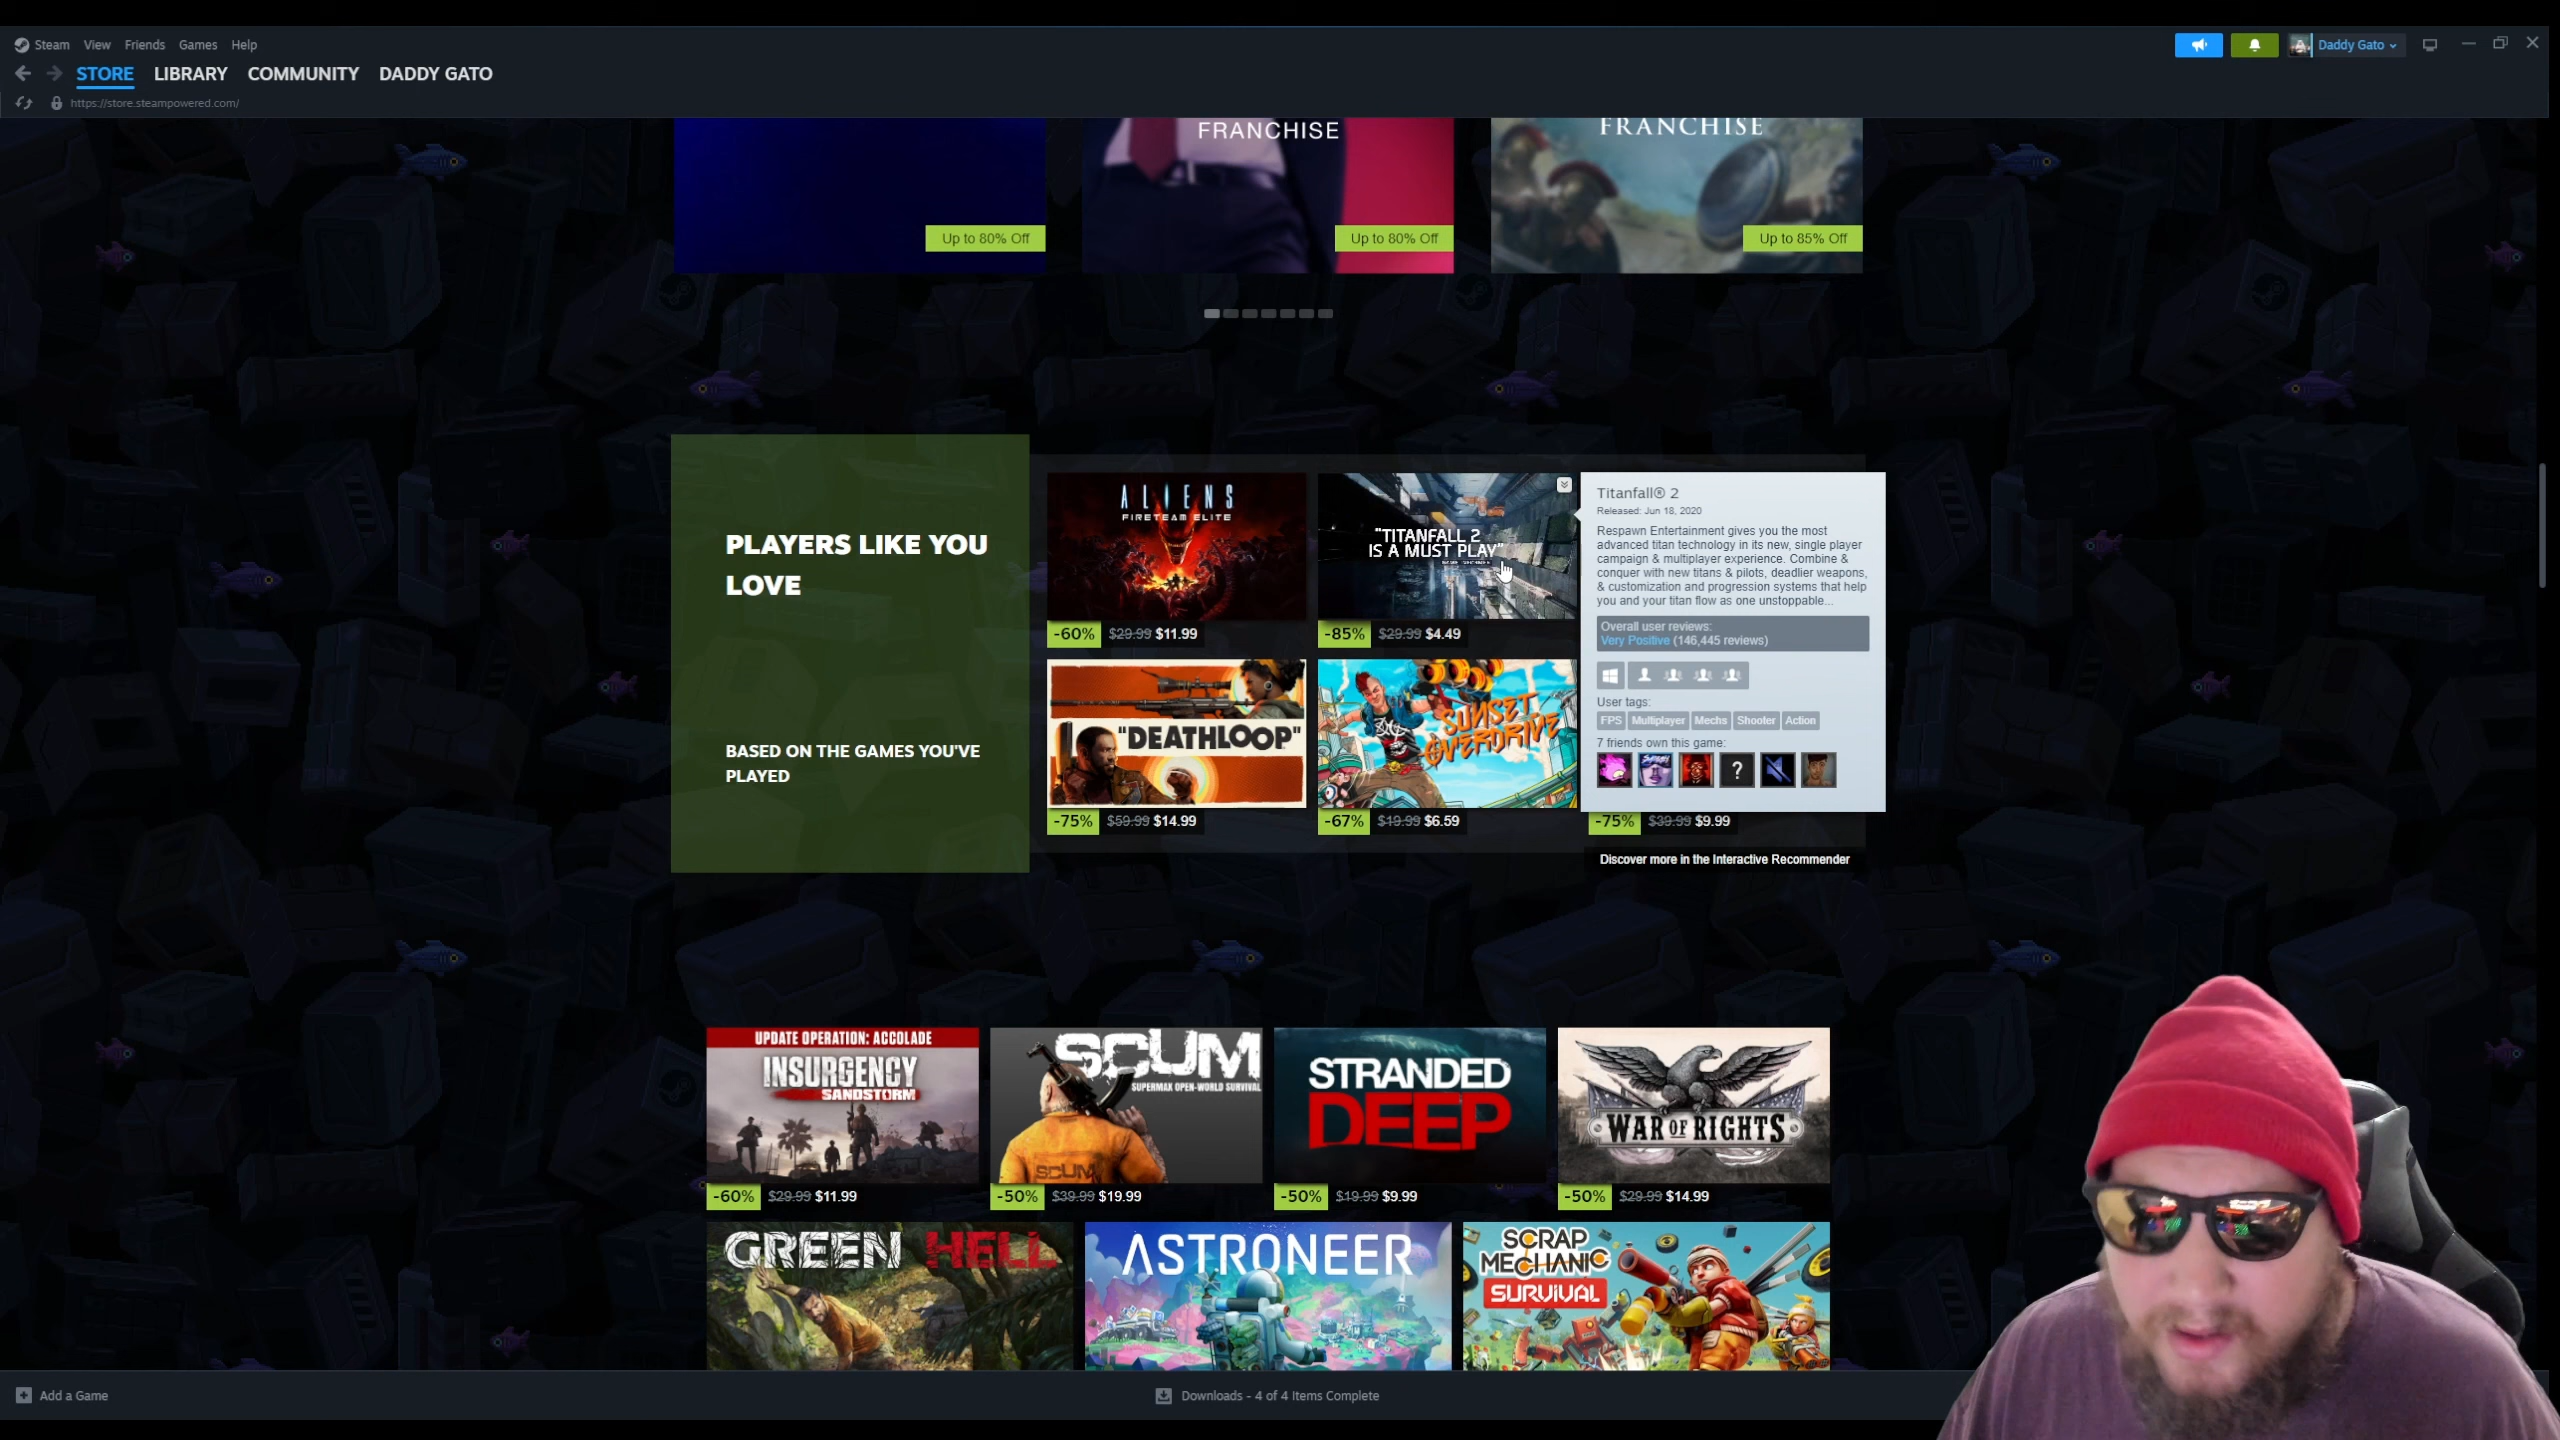 Steam View Friends Games Help
Daddy Gato
STORE LIBRARY COMMUNITY DADDY GATO
https://store.steampowered.com/
FRANCHISE
FRANCHISE
Up to 80% Off
Up to 80% Off
Up to 85% Off
PLAYERS LIKE YOU
LOVE
BASED ON THE GAMES YOU'VE
PLAYED
ALIENS
FIRETEAM ELITE
-60% $29.99 $11.99
"TITANFALL 2
IS A MUST PLAY"
-85% $29.99 $4.49
Titanfall® 2
Released: Jun 18, 2020
Respawn Entertainment gives you the most
advanced titan technology in its new, single player
campaign & multiplayer experience. Combine &
conquer with new titans & pilots, deadlier weapons,
& customization and progression systems that help
you and your titan flow as one unstoppable...
Overall user reviews:
Very Positive (146,445 reviews)
User tags:
FPS Multiplayer Mechs Shooter Action
7 friends own this game:
?
"DEATHLOOP"
-75% $59.99 $14.99
SUNSET
OVERDRIVE
-67% $19.99 $6.59
-75% $39.99 $9.99
Discover more in the Interactive Recommender
UPDATE OPERATION: ACCOLADE
INSURGENCY
SANDSTORM
-60% $29.99 $11.99
SCUM
SUPERMAX OPEN-WORLD SURVIVAL
SCUM
-50% $39.99 $19.99
STRANDED
DEEP
-50% $19.99 $9.99
WAR OF RIGHTS
-50% $29.99 $14.99
GREEN HELL
ASTRONEER
SCRAP
MECHANIC
SURVIVAL
Add a Game
Downloads - 4 of 4 Items Complete